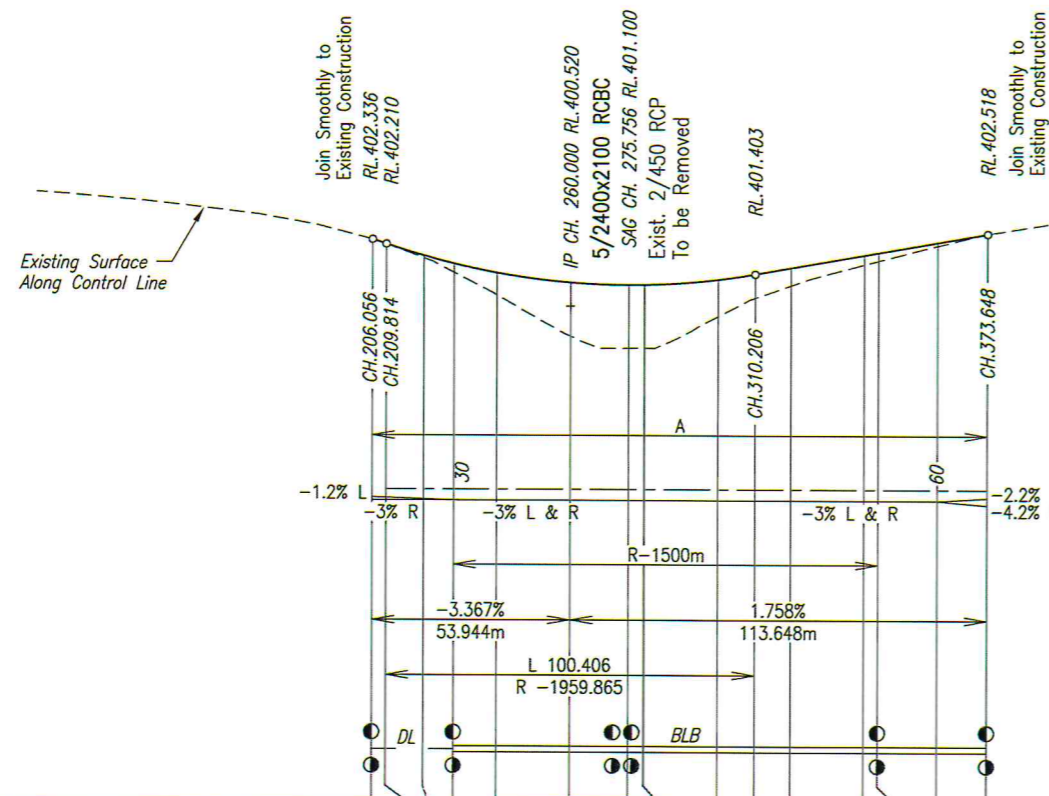 Join Smoothly to
Existing Construction
RL.402.336
RL.402.210
IP CH. 260.000 RL.400.520
5/2400x2100 RCBC
SAG CH. 275.756 RL.401.100
Exist. 2/450 RCP
To be Removed
RL.401.403
RL.402.518
Join Smoothly to
Existing Construction
Existing Surface
Along Control Line
CH.206.056
CH.209.814
CH.310.206
CH.373.648
A
30
60
-1.2% L
-2.2%
-3% R
-3% L & R
-3% L & R
-4.2%
R-1500m
-3.367%
53.944m
1.758%
113.648m
L 100.406
R -1959.865
DL
BLB